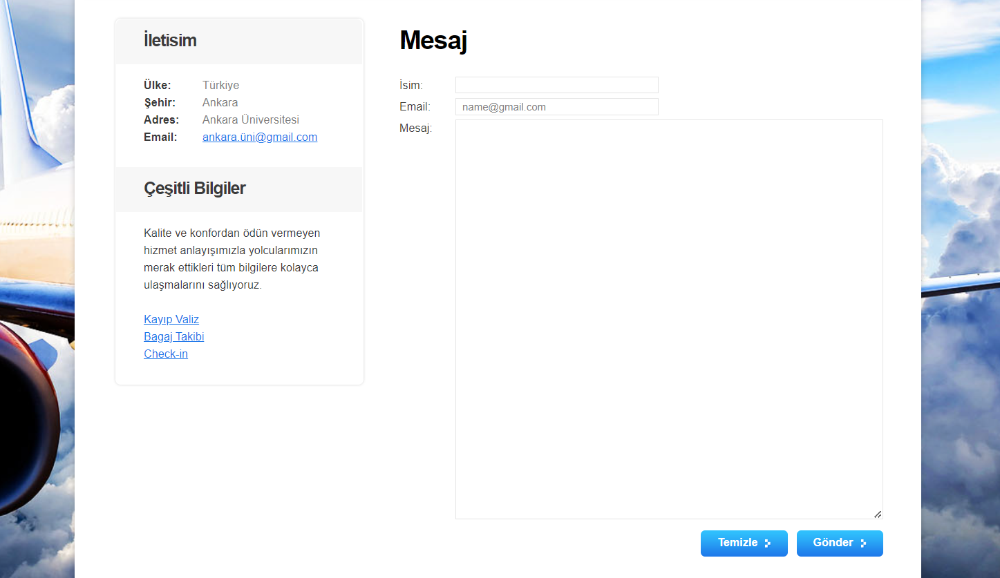 İletisim
Ülke: Türkiye
Şehir: Ankara
Adres: Ankara Üniversitesi
Email: ankara.üni@gmail.com
Çeşitli Bilgiler
Kalite ve konfordan ödün vermeyen
hizmet anlayışımızla yolcularımızın
merak ettikleri tüm bilgilere kolayca
ulaşmalarını sağlıyoruz.
Kayıp Valiz
Bagaj Takibi
Check-in
Mesaj
İsim:
Email: name@gmail.com
Mesaj:
Temizle
Gönder